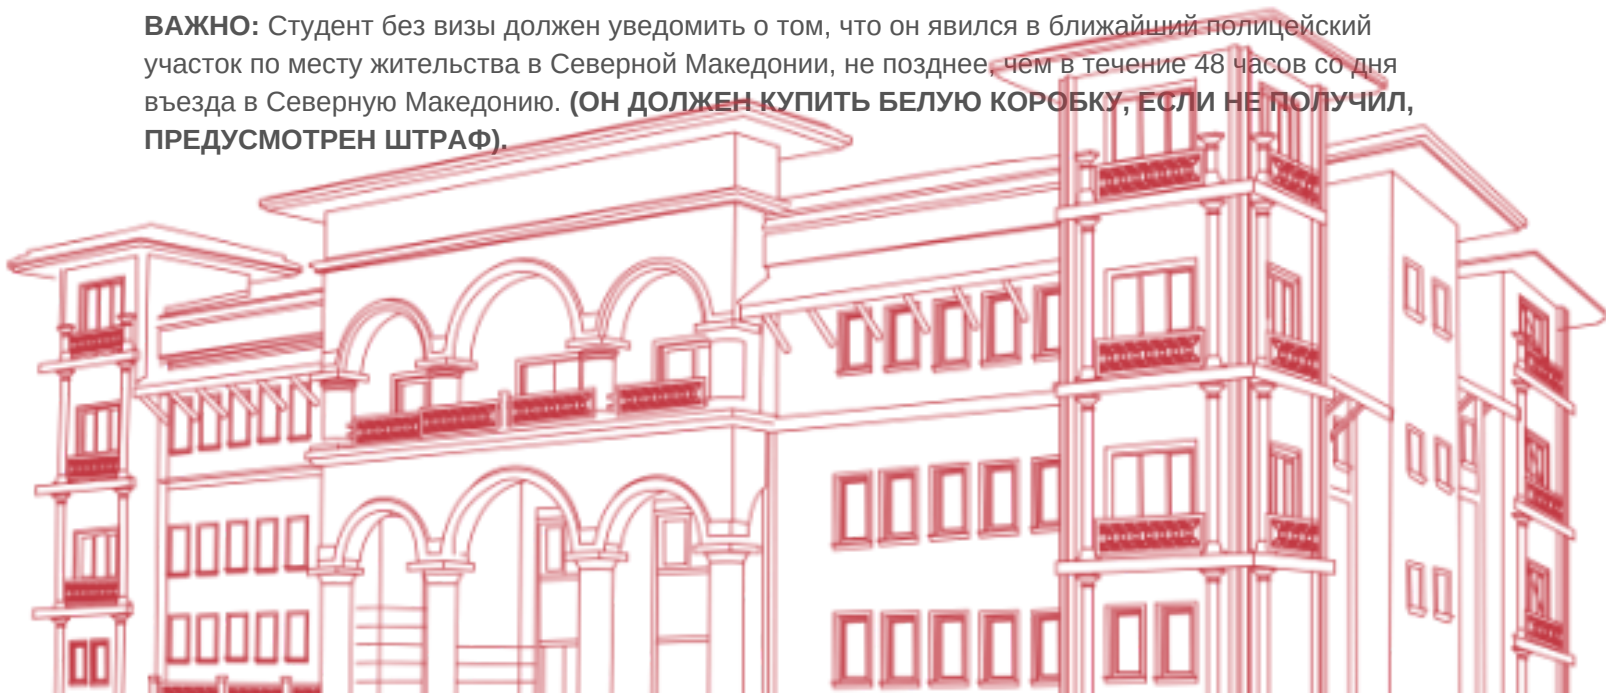 ВАЖНО: Студент без визы должен уведомить о том, что он явился в ближайший полицейский
участок по месту жительства в Северной Македонии, не позднее, чем в течение 48 часов со дня
въезда в Северную Македонию. (ОН ДОЛЖЕН КУПИТЬ БЕЛУЮ КОРОБКУ, ЕСЛИ НЕ ПОЛУЧИЛ,
ПРЕДУСМОТРЕН ШТРАФ).